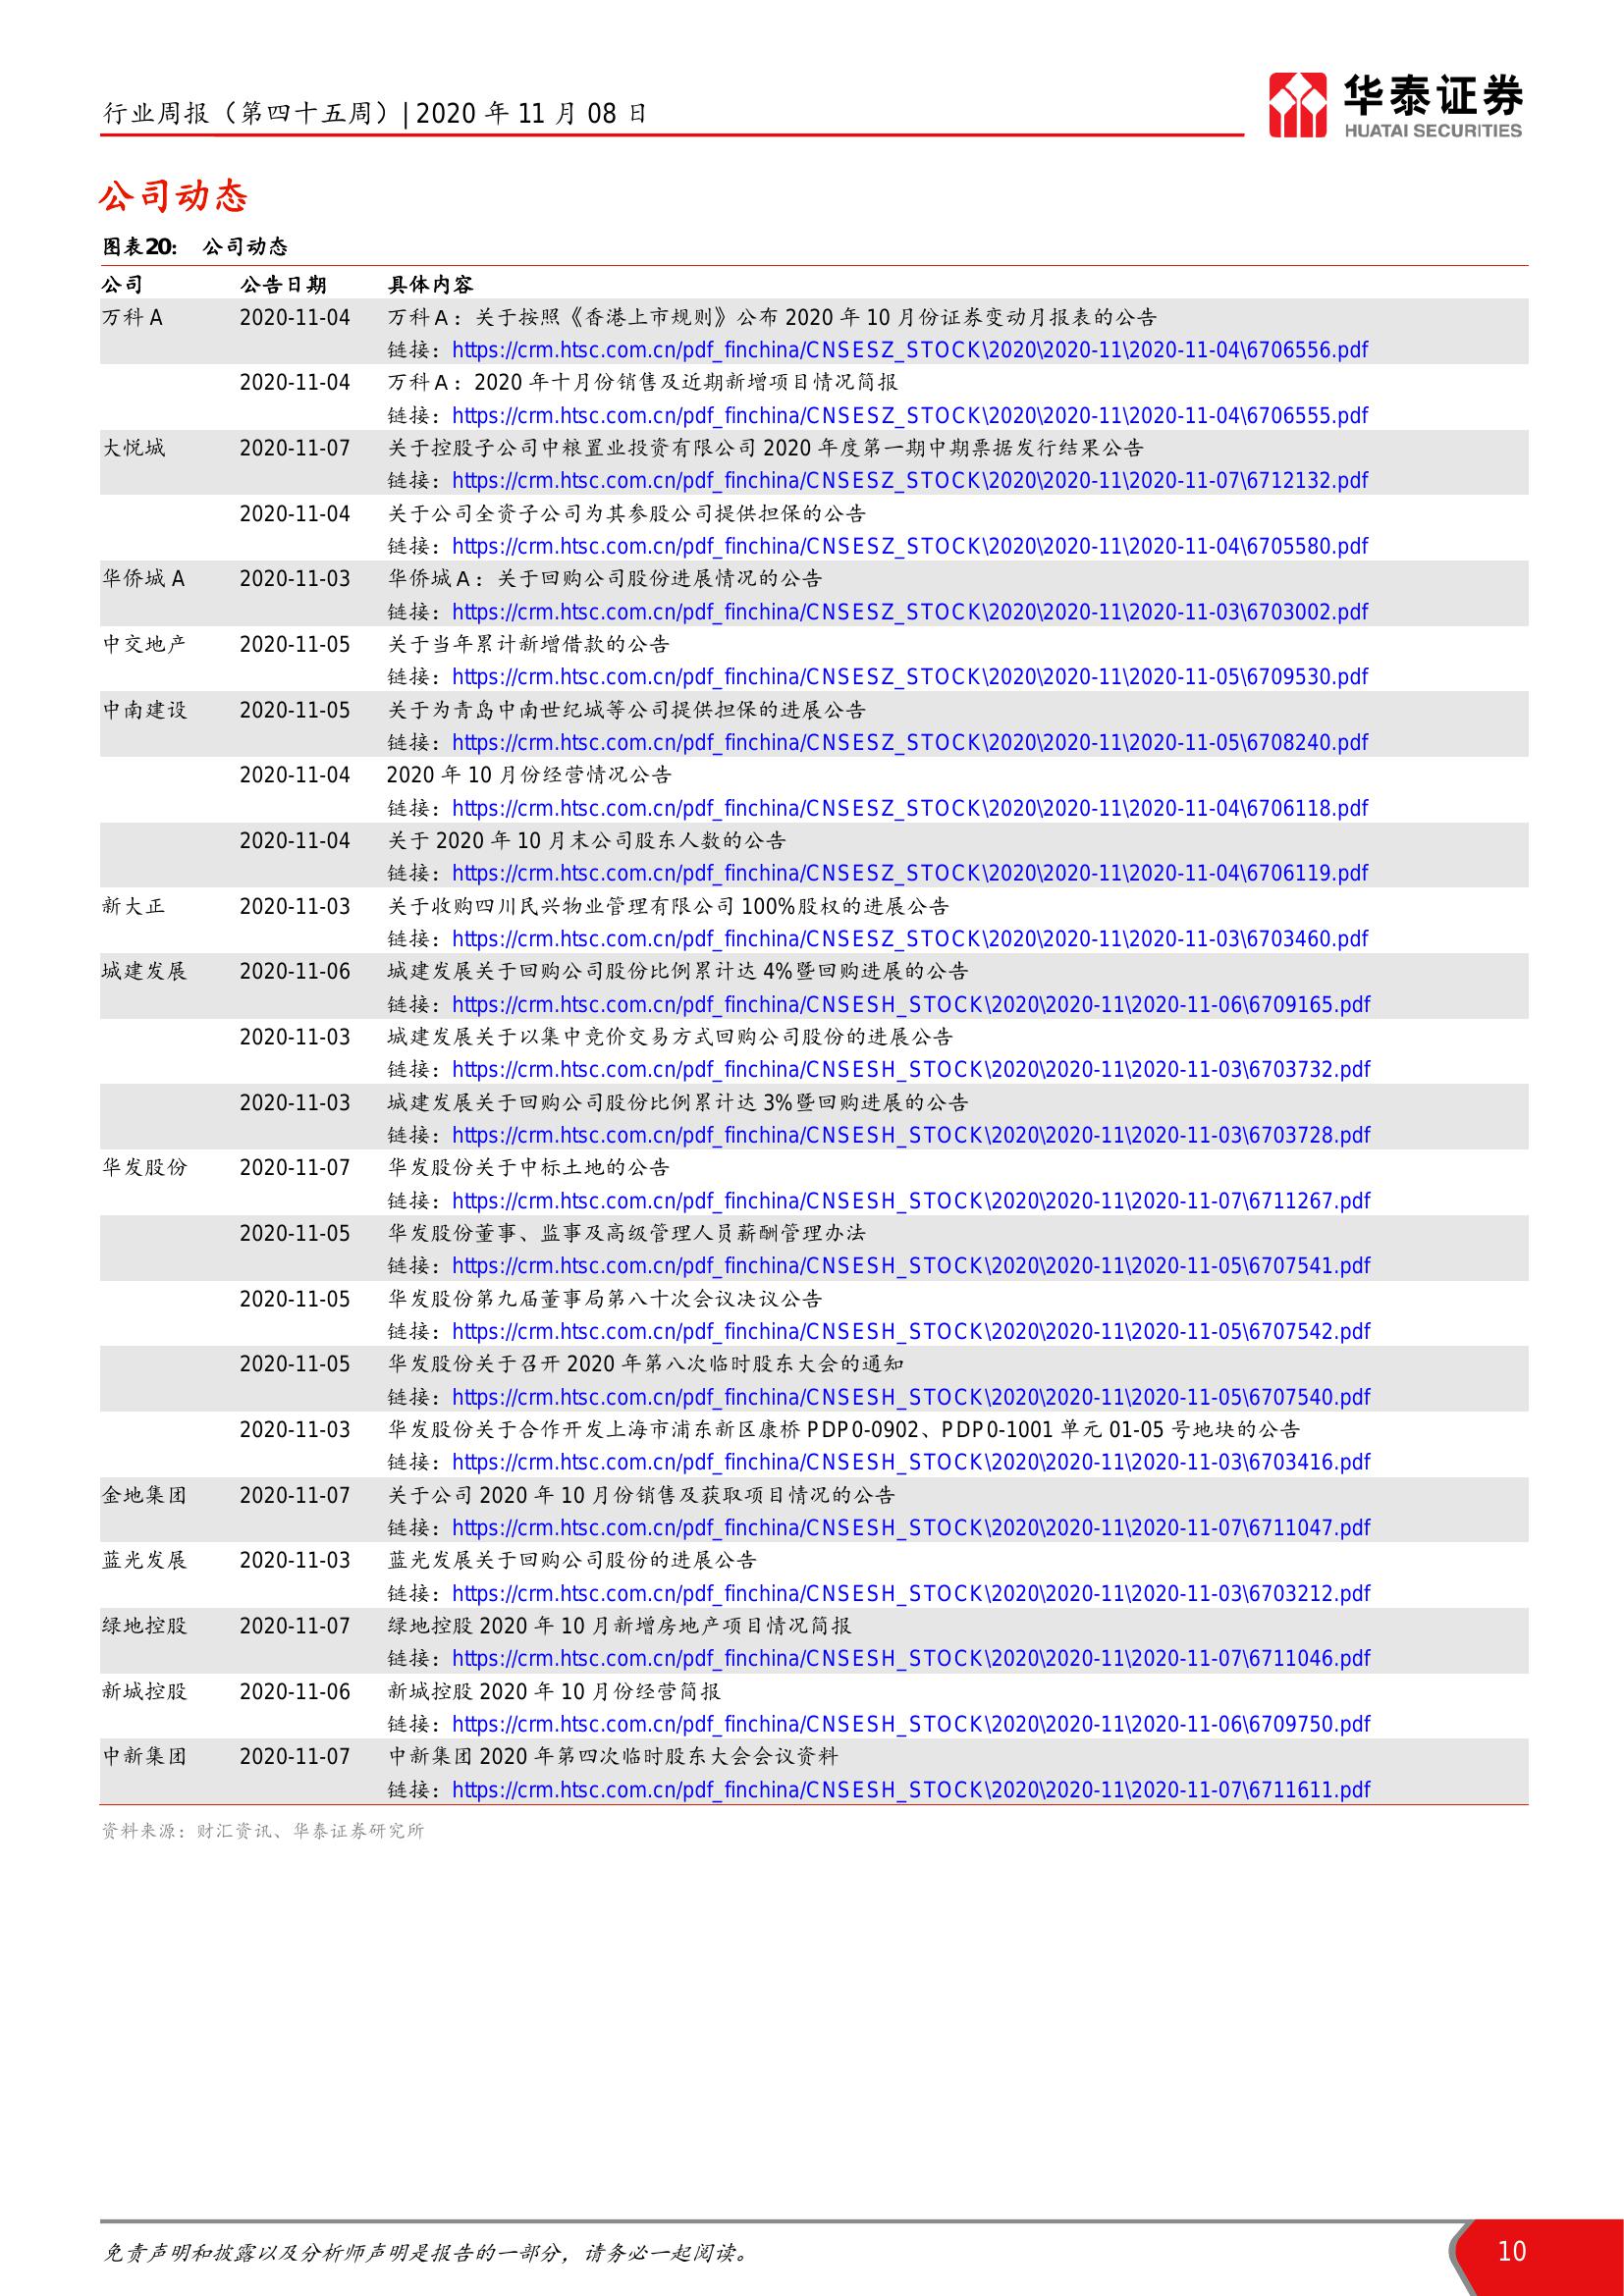 行业周报（第四十五周）| 2020 年 11 月 08 日
华泰证券
HUATAI SECURITIES
公司动态
图表20： 公司动态
公司 公告日期 具体内容
万科 A 2020-11-04 万科 A：关于按照《香港上市规则》公布 2020 年 10 月份证券变动月报表的公告
链接：https://crm.htsc.com.cn/pdf_finchina/CNSESZ_STOCK\2020\2020-11\2020-11-04\6706556.pdf
2020-11-04 万科 A：2020 年十月份销售及近期新增项目情况简报
链接：https://crm.htsc.com.cn/pdf_finchina/CNSESZ_STOCK\2020\2020-11\2020-11-04\6706555.pdf
大悦城 2020-11-07 关于控股子公司中粮置业投资有限公司 2020 年度第一期中期票据发行结果公告
链接：https://crm.htsc.com.cn/pdf_finchina/CNSESZ_STOCK\2020\2020-11\2020-11-07\6712132.pdf
2020-11-04 关于公司全资子公司为其参股公司提供担保的公告
链接：https://crm.htsc.com.cn/pdf_finchina/CNSESZ_STOCK\2020\2020-11\2020-11-04\6705580.pdf
华侨城 A 2020-11-03 华侨城 A：关于回购公司股份进展情况的公告
链接：https://crm.htsc.com.cn/pdf_finchina/CNSESZ_STOCK\2020\2020-11\2020-11-03\6703002.pdf
中交地产 2020-11-05 关于当年累计新增借款的公告
链接：https://crm.htsc.com.cn/pdf_finchina/CNSESZ_STOCK\2020\2020-11\2020-11-05\6709530.pdf
中南建设 2020-11-05 关于为青岛中南世纪城等公司提供担保的进展公告
链接：https://crm.htsc.com.cn/pdf_finchina/CNSESZ_STOCK\2020\2020-11\2020-11-05\6708240.pdf
2020-11-04 2020 年 10 月份经营情况公告
链接：https://crm.htsc.com.cn/pdf_finchina/CNSESZ_STOCK\2020\2020-11\2020-11-04\6706118.pdf
2020-11-04 关于 2020 年 10 月末公司股东人数的公告
链接：https://crm.htsc.com.cn/pdf_finchina/CNSESZ_STOCK\2020\2020-11\2020-11-04\6706119.pdf
新大正 2020-11-03 关于收购四川民兴物业管理有限公司 100%股权的进展公告
链接：https://crm.htsc.com.cn/pdf_finchina/CNSESZ_STOCK\2020\2020-11\2020-11-03\6703460.pdf
城建发展 2020-11-06 城建发展关于回购公司股份比例累计达 4%暨回购进展的公告
链接：https://crm.htsc.com.cn/pdf_finchina/CNSESH_STOCK\2020\2020-11\2020-11-06\6709165.pdf
2020-11-03 城建发展关于以集中竞价交易方式回购公司股份的进展公告
链接：https://crm.htsc.com.cn/pdf_finchina/CNSESH_STOCK\2020\2020-11\2020-11-03\6703732.pdf
2020-11-03 城建发展关于回购公司股份比例累计达 3%暨回购进展的公告
链接：https://crm.htsc.com.cn/pdf_finchina/CNSESH_STOCK\2020\2020-11\2020-11-03\6703728.pdf
华发股份 2020-11-07 华发股份关于中标土地的公告
链接：https://crm.htsc.com.cn/pdf_finchina/CNSESH_STOCK\2020\2020-11\2020-11-07\6711267.pdf
2020-11-05 华发股份董事、监事及高级管理人员薪酬管理办法
链接：https://crm.htsc.com.cn/pdf_finchina/CNSESH_STOCK\2020\2020-11\2020-11-05\6707541.pdf
2020-11-05 华发股份第九届董事局第八十次会议决议公告
链接：https://crm.htsc.com.cn/pdf_finchina/CNSESH_STOCK\2020\2020-11\2020-11-05\6707542.pdf
2020-11-05 华发股份关于召开 2020 年第八次临时股东大会的通知
链接：https://crm.htsc.com.cn/pdf_finchina/CNSESH_STOCK\2020\2020-11\2020-11-05\6707540.pdf
2020-11-03 华发股份关于合作开发上海市浦东新区康桥 PDP0-0902、PDP0-1001 单元 01-05 号地块的公告
链接：https://crm.htsc.com.cn/pdf_finchina/CNSESH_STOCK\2020\2020-11\2020-11-03\6703416.pdf
金地集团 2020-11-07 关于公司 2020 年 10 月份销售及获取项目情况的公告
链接：https://crm.htsc.com.cn/pdf_finchina/CNSESH_STOCK\2020\2020-11\2020-11-07\6711047.pdf
蓝光发展 2020-11-03 蓝光发展关于回购公司股份的进展公告
链接：https://crm.htsc.com.cn/pdf_finchina/CNSESH_STOCK\2020\2020-11\2020-11-03\6703212.pdf
绿地控股 2020-11-07 绿地控股 2020 年 10 月新增房地产项目情况简报
链接：https://crm.htsc.com.cn/pdf_finchina/CNSESH_STOCK\2020\2020-11\2020-11-07\6711046.pdf
新城控股 2020-11-06 新城控股 2020 年 10 月份经营简报
链接：https://crm.htsc.com.cn/pdf_finchina/CNSESH_STOCK\2020\2020-11\2020-11-06\6709750.pdf
中新集团 2020-11-07 中新集团 2020 年第四次临时股东大会会议资料
链接：https://crm.htsc.com.cn/pdf_finchina/CNSESH_STOCK\2020\2020-11\2020-11-07\6711611.pdf
资料来源：财汇资讯、华泰证券研究所
免责声明和披露以及分析师声明是报告的一部分，请务必一起阅读。
10